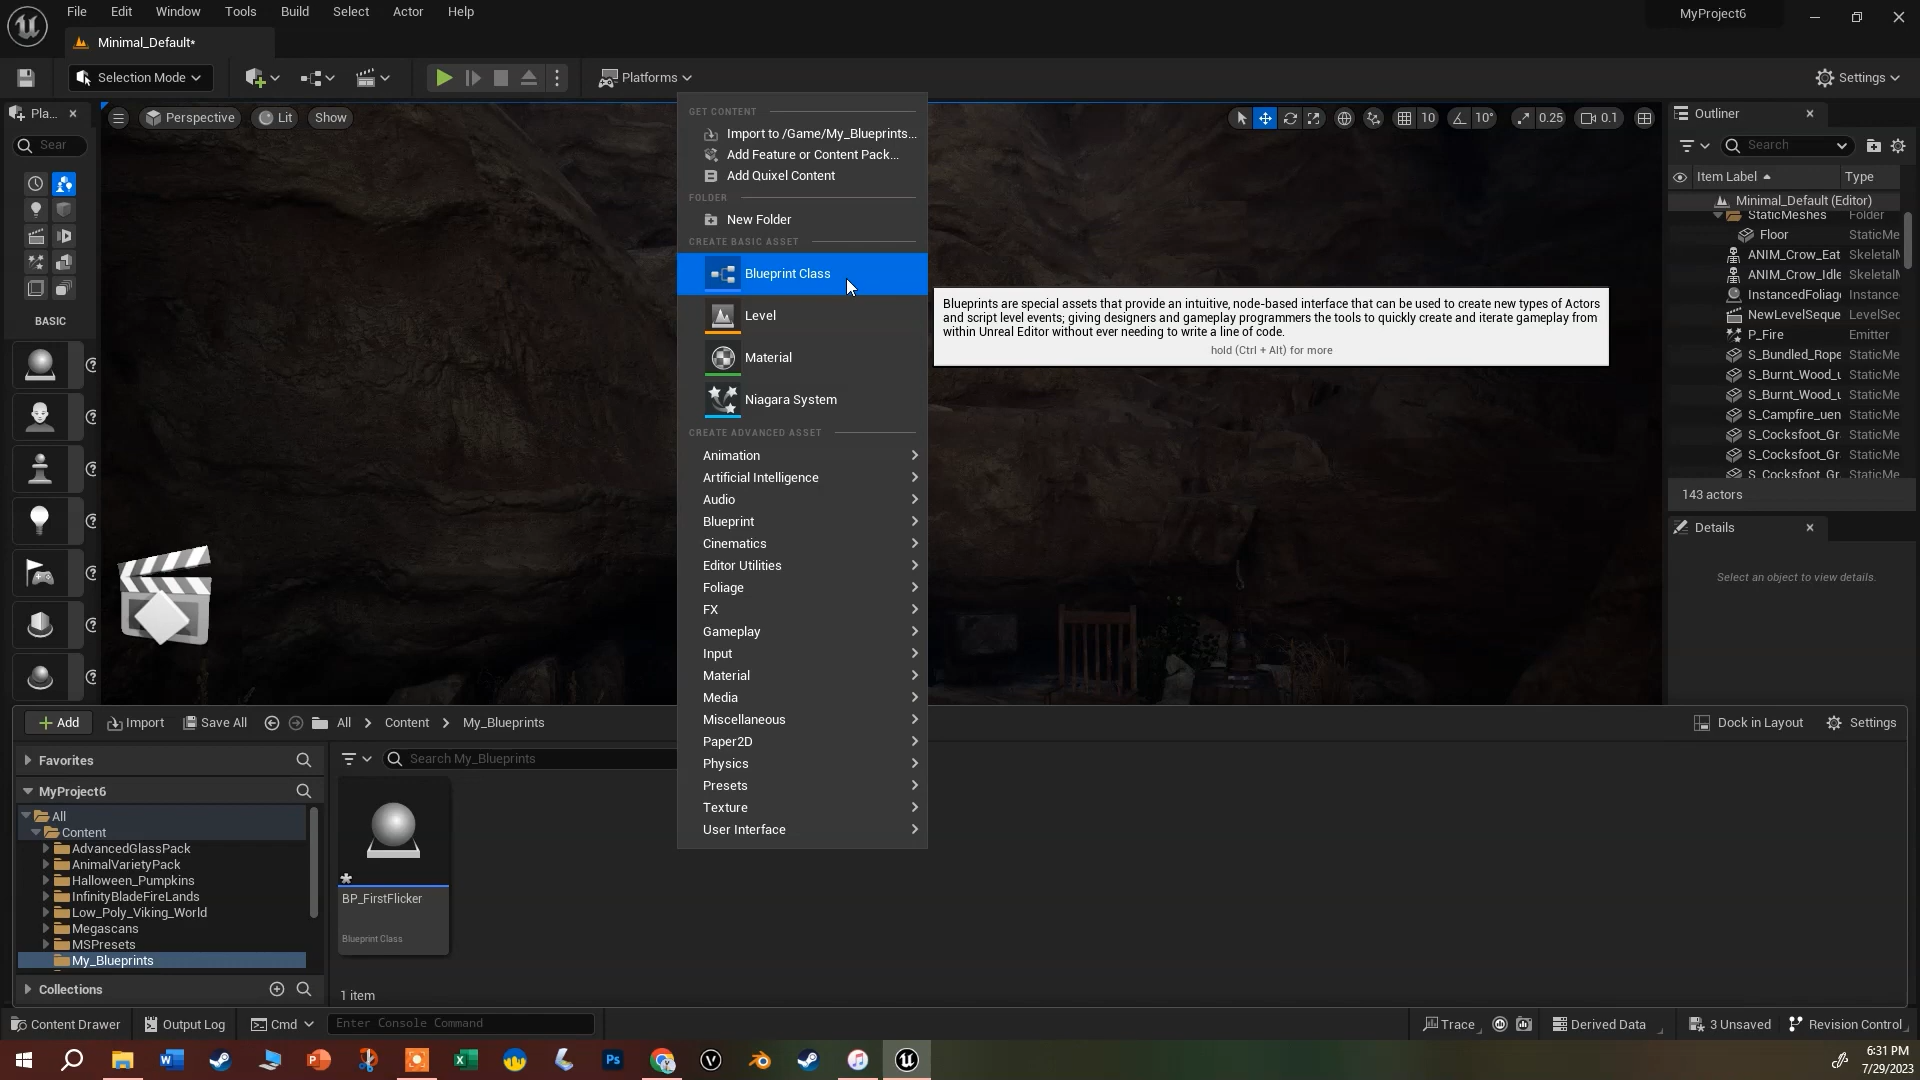 File Edit Window Tools Build Select Actor Help
MyProject6
Minimal_Default*
Selection Mode
Platforms
Settings
Pla...
Perspective Lit Show
10 10° 0.25 0.1
Outliner
Sear
Search
Item Label Type
Minimal_Default (Editor)
StaticMeshes Folder
Floor StaticMe
ANIM_Crow_Eat SkeletalM
ANIM_Crow_Idle SkeletalM
InstancedFoliag Instance
NewLevelSeque LevelSec
P_Fire Emitter
S_Bundled_Rope StaticMe
S_Burnt_Wood_u StaticMe
S_Burnt_Wood_u StaticMe
S_Campfire_uen StaticMe
S_Cocksfoot_Gr StaticMe
S_Cocksfoot_Gr StaticMe
S_Cocksfoot_Gr StaticMe
143 actors
Details
Select an object to view details.
BASIC
GET CONTENT
Import to /Game/My_Blueprints...
Add Feature or Content Pack...
Add Quixel Content
FOLDER
New Folder
CREATE BASIC ASSET
Blueprint Class
Level
Material
Niagara System
CREATE ADVANCED ASSET
Animation
Artificial Intelligence
Audio
Blueprint
Cinematics
Editor Utilities
Foliage
FX
Gameplay
Input
Material
Media
Miscellaneous
Paper2D
Physics
Presets
Texture
User Interface
Blueprints are special assets that provide an intuitive, node-based interface that can be used to create new types of Actors
and script level events; giving designers and gameplay programmers the tools to quickly create and iterate gameplay from
within Unreal Editor without ever needing to write a line of code.
hold (Ctrl + Alt) for more
Add Import Save All All Content My_Blueprints
Dock in Layout Settings
Favorites
Search My_Blueprints
MyProject6
All
Content
AdvancedGlassPack
AnimalVarietyPack
Halloween_Pumpkins
InfinityBladeFireLands
Low_Poly_Viking_World
Megascans
MSPresets
My_Blueprints
Collections
BP_FirstFlicker
Blueprint Class
1 item
Content Drawer Output Log Cmd Enter Console Command
Trace Derived Data 3 Unsaved Revision Control
6:31 PM
7/29/2023